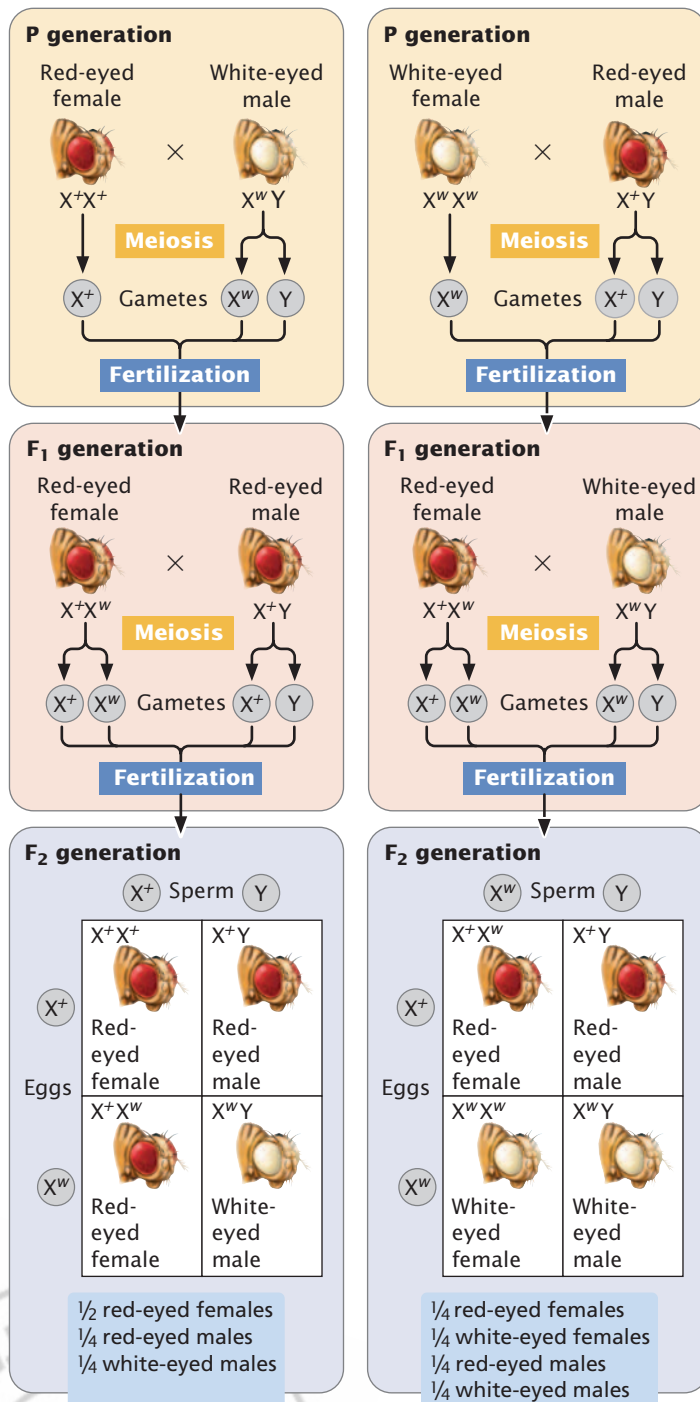 P generation
Red-eyed female
White-eyed male
×
X⁺X⁺
XʷY
Meiosis
X⁺
Gametes
Xʷ
Y
Fertilization
F₁ generation
Red-eyed female
Red-eyed male
×
X⁺Xʷ
X⁺Y
Meiosis
X⁺
Xʷ
Gametes
X⁺
Y
Fertilization
F₂ generation
X⁺ Sperm Y
X⁺X⁺
Red-eyed female
X⁺Y
Red-eyed male
X⁺
Eggs
Xʷ
X⁺Xʷ
Red-eyed female
XʷY
White-eyed male
½ red-eyed females
¼ red-eyed males
¼ white-eyed males
P generation
White-eyed female
Red-eyed male
×
XʷXʷ
X⁺Y
Meiosis
Xʷ
Gametes
X⁺
Y
Fertilization
F₁ generation
Red-eyed female
White-eyed male
×
X⁺Xʷ
XʷY
Meiosis
X⁺
Xʷ
Gametes
Xʷ
Y
Fertilization
F₂ generation
Xʷ Sperm Y
X⁺Xʷ
Red-eyed female
X⁺Y
Red-eyed male
X⁺
Eggs
Xʷ
XʷXʷ
White-eyed female
XʷY
White-eyed male
¼ red-eyed females
¼ white-eyed females
¼ red-eyed males
¼ white-eyed males